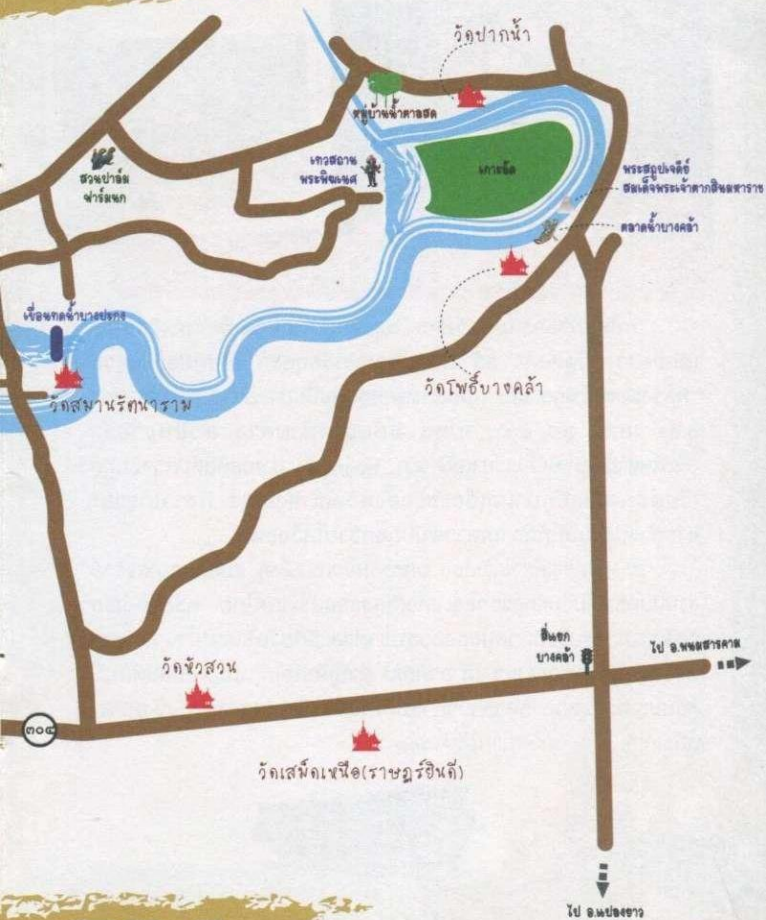 วัดปากน้ำ
หมู่บ้านน้ำตาลสด
สวนปาล์ม
ฟาร์มนก
เทวสถาน
พระพิฆเนศ
เกาะลัด
พระสถูปเจดีย์
สมเด็จพระเจ้าตากสินมหาราช
ตลาดน้ำบางคล้า
เขื่อนทดน้ำบางปะกง
วัดสมานรัตนาราม
วัดโพธิ์บางคล้า
สี่แยก
บางคล้า
ไป อ.พนมสารคาม
วัดหัวสวน
๓๐๔
วัดเสม็ดเหนือ(ราษฎร์ยินดี)
ไป อ.แปลงยาว